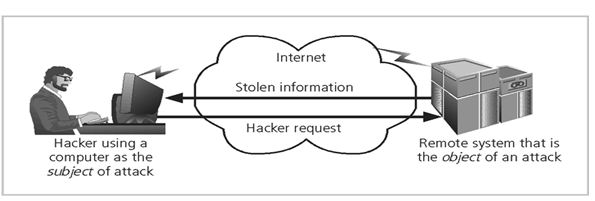 Internet
Stolen information
Hacker request
Hacker using a
computer as the
subject of attack
Remote system that is
the object of an attack